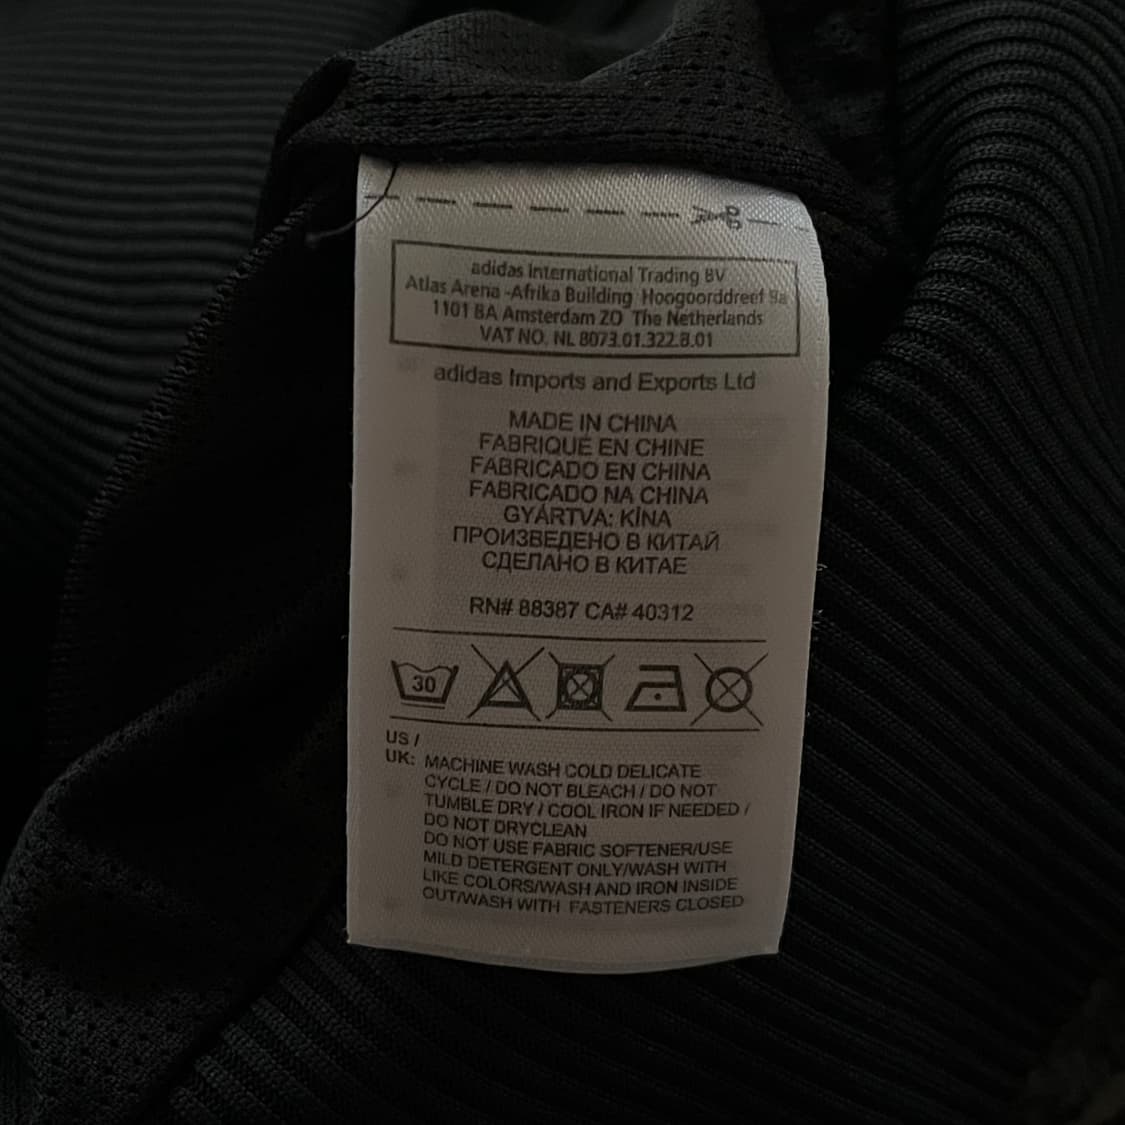 adidas International Trading BV
Atlas Arena -Afrika Building Hoogoorddreef 9a
1101 BA Amsterdam ZO The Netherlands
VAT NO. NL 8073.01.322.B.01
adidas Imports and Exports Ltd
MADE IN CHINA
FABRIQUÉ EN CHINE
FABRICADO EN CHINA
FABRICADO NA CHINA
GYÁRTVA: KÍNA
ПРОИЗВЕДЕНО В КИТАЙ
СДЕЛАНО В КИТАЕ
RN# 88387 CA# 40312
30
US /
UK: MACHINE WASH COLD DELICATE
CYCLE / DO NOT BLEACH / DO NOT
TUMBLE DRY / COOL IRON IF NEEDED /
DO NOT DRYCLEAN
DO NOT USE FABRIC SOFTENER/USE
MILD DETERGENT ONLY/WASH WITH
LIKE COLORS/WASH AND IRON INSIDE
OUT/WASH WITH FASTENERS CLOSED